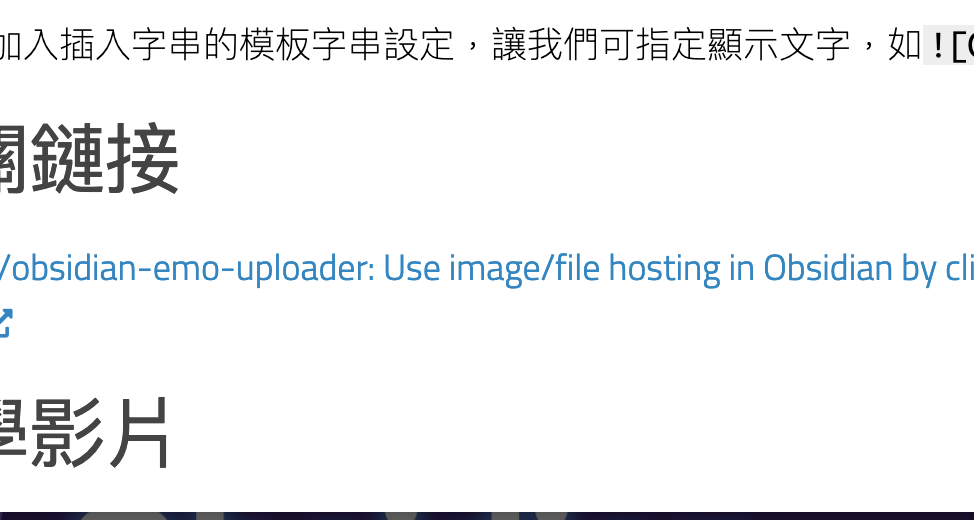 加入插入字串的模板字串設定，讓我們可指定顯示文字，如 ![
關鏈接
/obsidian-emo-uploader: Use image/file hosting in Obsidian by cli
學影片